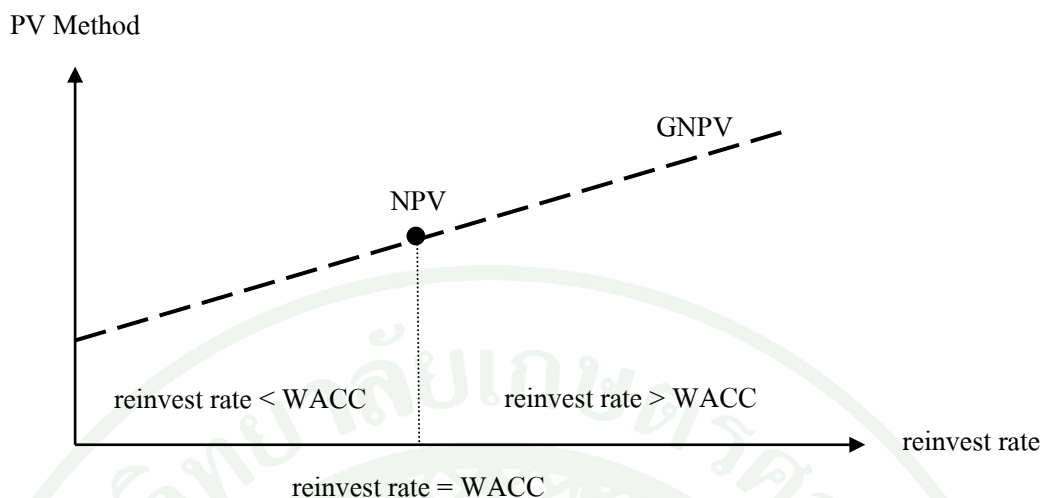 PV Method
GNPV
NPV
reinvest rate < WACC
reinvest rate > WACC
reinvest rate
reinvest rate = WACC